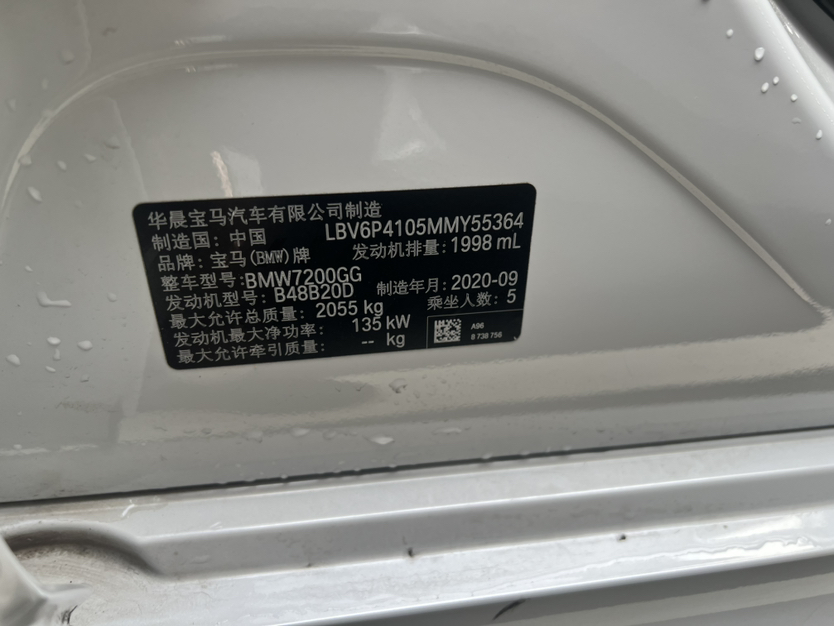 华晨宝马汽车有限公司制造
制造国: 中国 LBV6P4105MMY55364
品牌: 宝马(BMW)牌 发动机排量: 1998 mL
整车型号: BMW7200GG 制造年月: 2020-09
发动机型号: B48B20D 乘坐人数: 5
最大允许总质量: 2055 kg
发动机最大净功率: 135 kW
最大允许牵引质量: -- kg
A96
8 738 756